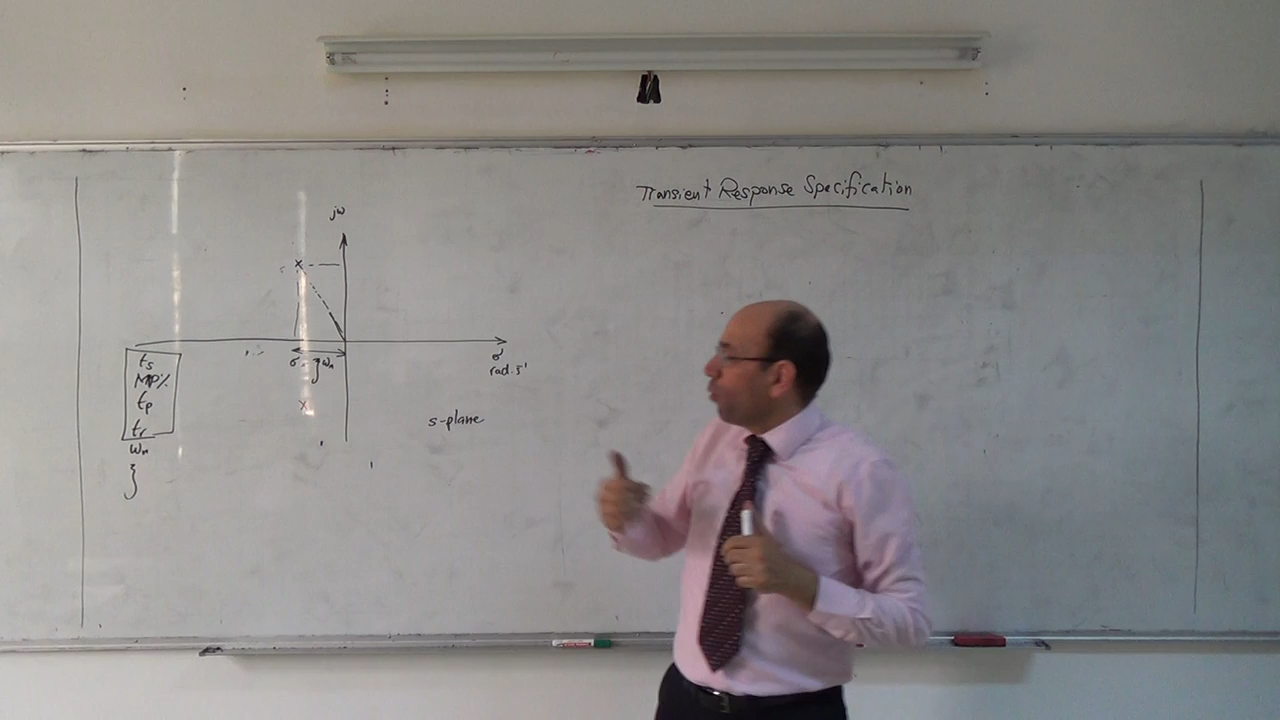 Transient Response Specification
jω
σ
rad.s⁻¹
σ = ζωn
s-plane
ts
MP%
tp
tr
ωn
ζ